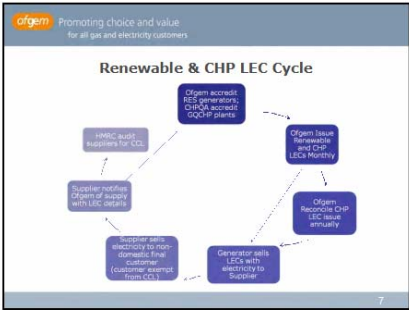 ofgem
Promoting choice and value
for all gas and electricity customers
Renewable & CHP LEC Cycle
Ofgem accredit
RES generators;
CHPQA accredit
GQCHP plants
Ofgem Issue
Renewable
and CHP
LECs Monthly
Ofgem
Reconcile CHP
LEC issue
annually
Generator sells
LECs with
electricity to
Supplier
Supplier sells
electricity to non-
domestic final
customer
(customer exempt
from CCL)
Supplier notifies
Ofgem of supply
with LEC details
HMRC audit
suppliers for CCL
7